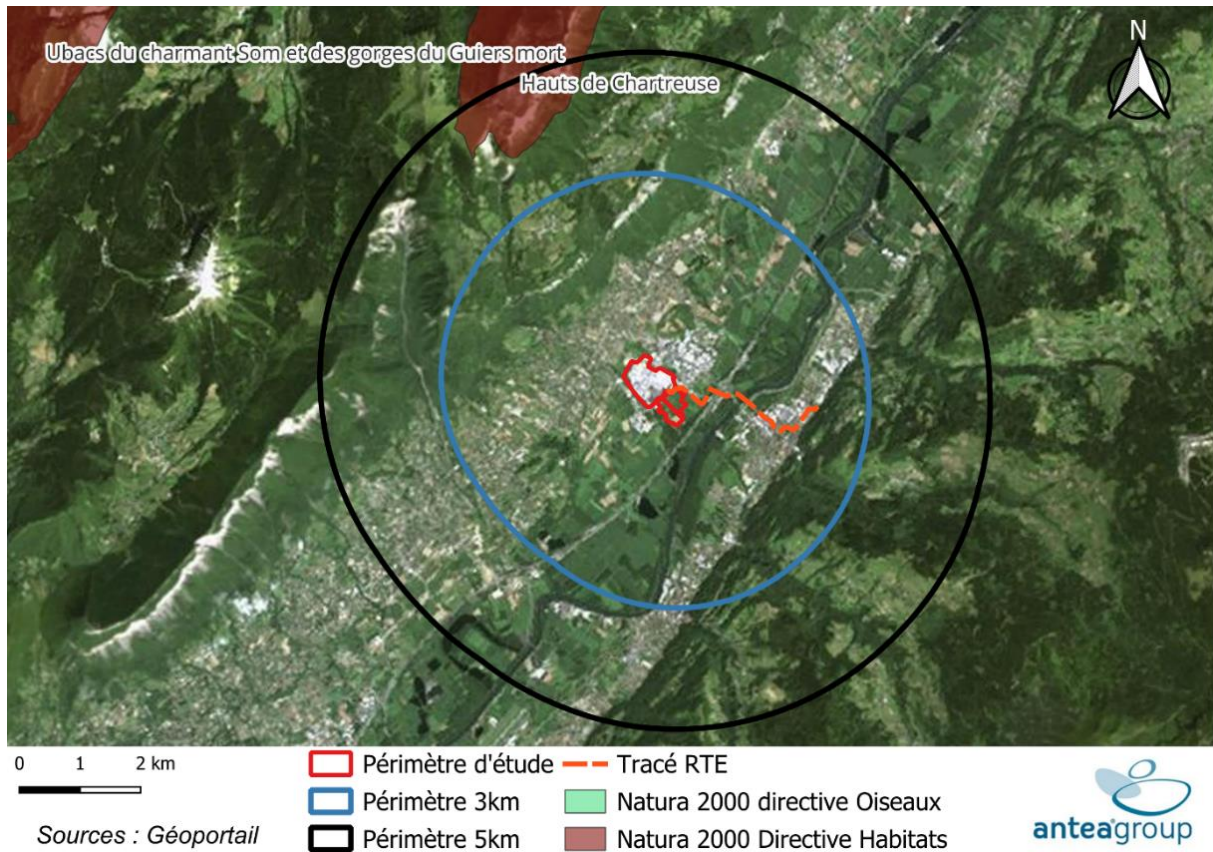 Ubacs du charmant Som et des gorges du Guiers mort
Hauts de Chartreuse
N
0 1 2 km
Sources : Géoportail
Périmètre d'étude
Périmètre 3km
Périmètre 5km
Tracé RTE
Natura 2000 directive Oiseaux
Natura 2000 Directive Habitats
anteagroup